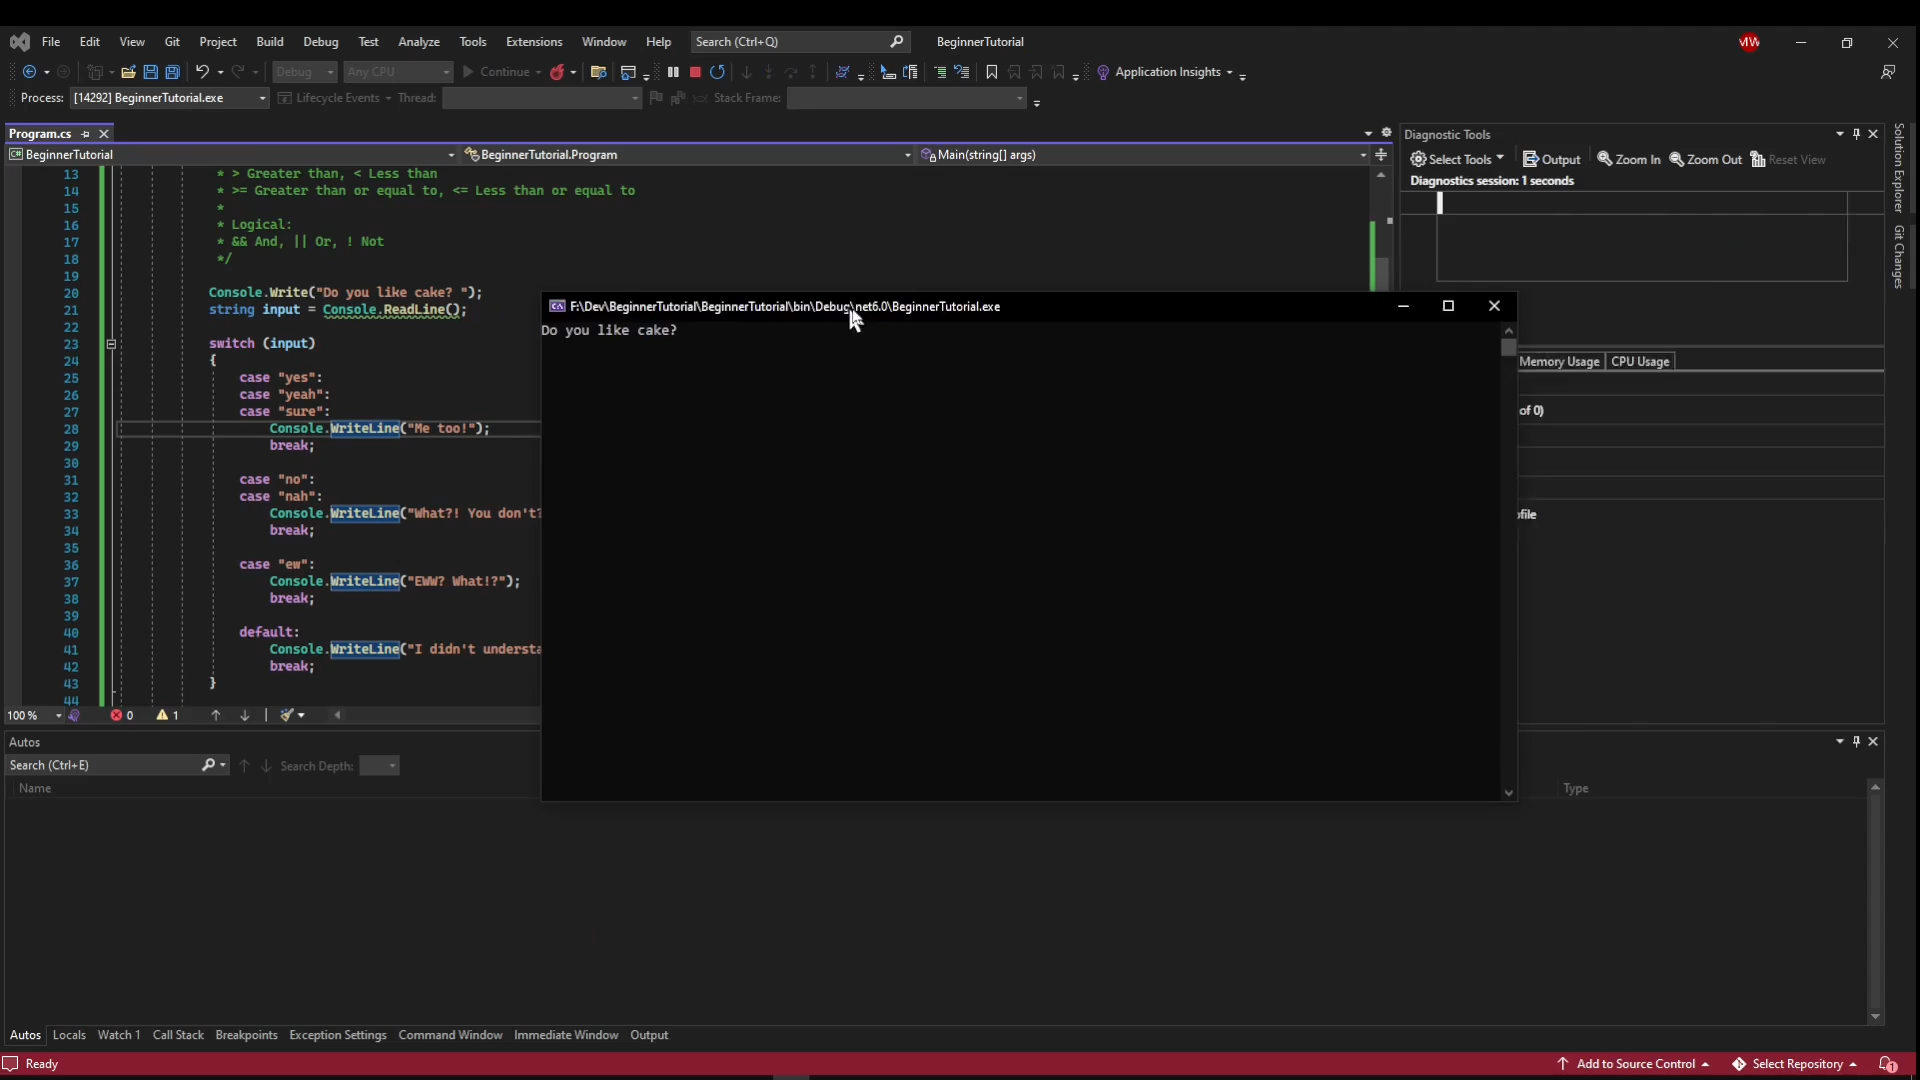 File Edit View Git Project Build Debug Test Analyze Tools Extensions Window Help Search (Ctrl+Q) BeginnerTutorial MW
Debug Any CPU Continue Application Insights
Process: [14292] BeginnerTutorial.exe Lifecycle Events Thread: Stack Frame:
Program.cs
C# BeginnerTutorial BeginnerTutorial.Program Main(string[] args)
13 * > Greater than, < Less than
14 * >= Greater than or equal to, <= Less than or equal to
15 *
16 * Logical:
17 * && And, || Or, ! Not
18 */
19
20 Console.Write("Do you like cake? ");
21 string input = Console.ReadLine();
22
23 switch (input)
24 {
25 case "yes":
26 case "yeah":
27 case "sure":
28 Console.WriteLine("Me too!");
29 break;
30
31 case "no":
32 case "nah":
33 Console.WriteLine("What?! You don't?
34 break;
35
36 case "ew":
37 Console.WriteLine("EWW? What!?");
38 break;
39
40 default:
41 Console.WriteLine("I didn't understa
42 break;
43 }
44
100 % 0 1
F:\Dev\BeginnerTutorial\BeginnerTutorial\bin\Debug\net6.0\BeginnerTutorial.exe
Do you like cake?
Diagnostic Tools
Select Tools Output Zoom In Zoom Out Reset View
Diagnostics session: 1 seconds
Memory Usage CPU Usage
of 0)
Solution Explorer
Git Changes
Autos
Search (Ctrl+E) Search Depth:
Name Type
Autos Locals Watch 1 Call Stack Breakpoints Exception Settings Command Window Immediate Window Output
Ready Add to Source Control Select Repository 1